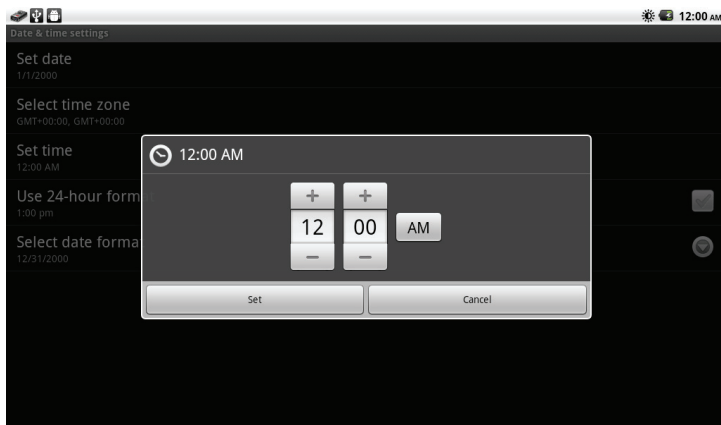 12:00 AM
Date & time settings
Set date
1/1/2000
Select time zone
GMT+00:00, GMT+00:00
Set time
12:00 AM
12:00 AM
Use 24-hour format
1:00 pm
+ +
12 00 AM
− −
Select date forma
12/31/2000
Set Cancel